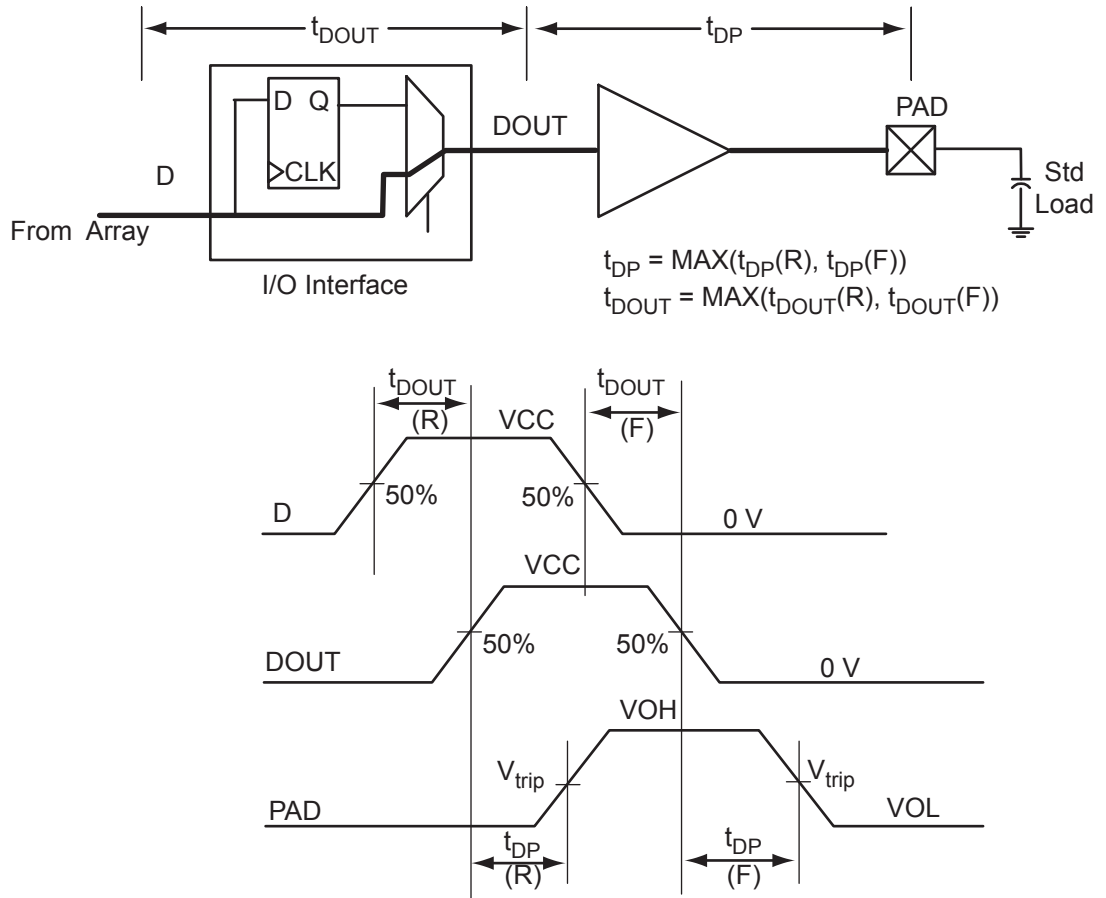 tDOUT
tDP
D Q
CLK
D
From Array
I/O Interface
DOUT
PAD
Std
Load
tDP = MAX(tDP(R), tDP(F))
tDOUT = MAX(tDOUT(R), tDOUT(F))
tDOUT
(R)
VCC
tDOUT
(F)
50%
50%
D
0 V
VCC
50%
50%
DOUT
0 V
VOH
Vtrip
Vtrip
PAD
VOL
tDP
(R)
tDP
(F)